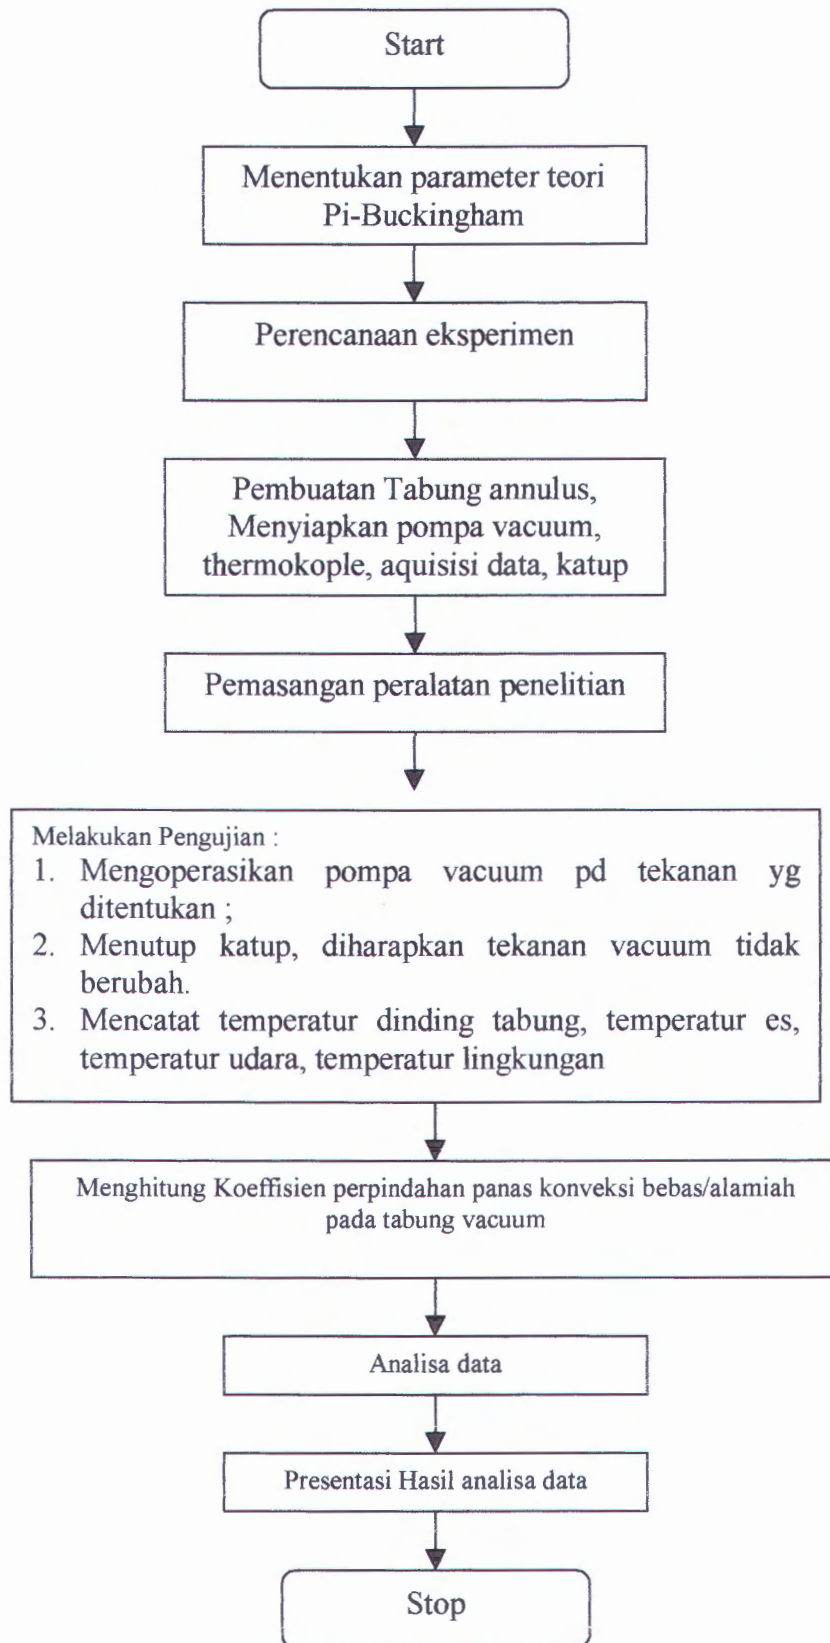 Start
Menentukan parameter teori
Pi-Buckingham
Perencanaan eksperimen
Pembuatan Tabung annulus,
Menyiapkan pompa vacuum,
thermokople, aquisisi data, katup
Pemasangan peralatan penelitian
Melakukan Pengujian :
1. Mengoperasikan pompa vacuum pd tekanan yg
ditentukan ;
2. Menutup katup, diharapkan tekanan vacuum tidak
berubah.
3. Mencatat temperatur dinding tabung, temperatur es,
temperatur udara, temperatur lingkungan
Menghitung Koeffisien perpindahan panas konveksi bebas/alamiah
pada tabung vacuum
Analisa data
Presentasi Hasil analisa data
Stop